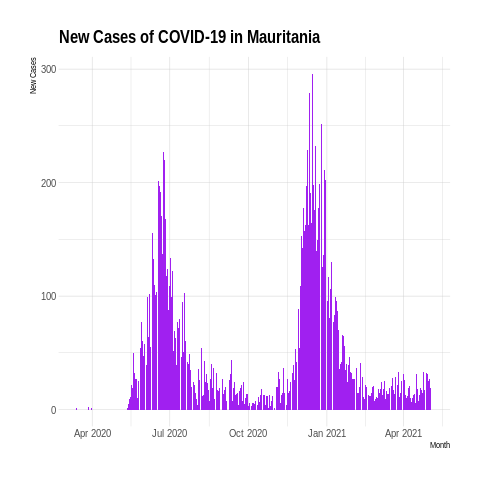 New Cases of COVID-19 in Mauritania
New Cases
300
200
100
0
Apr 2020 Jul 2020 Oct 2020 Jan 2021 Apr 2021
Month